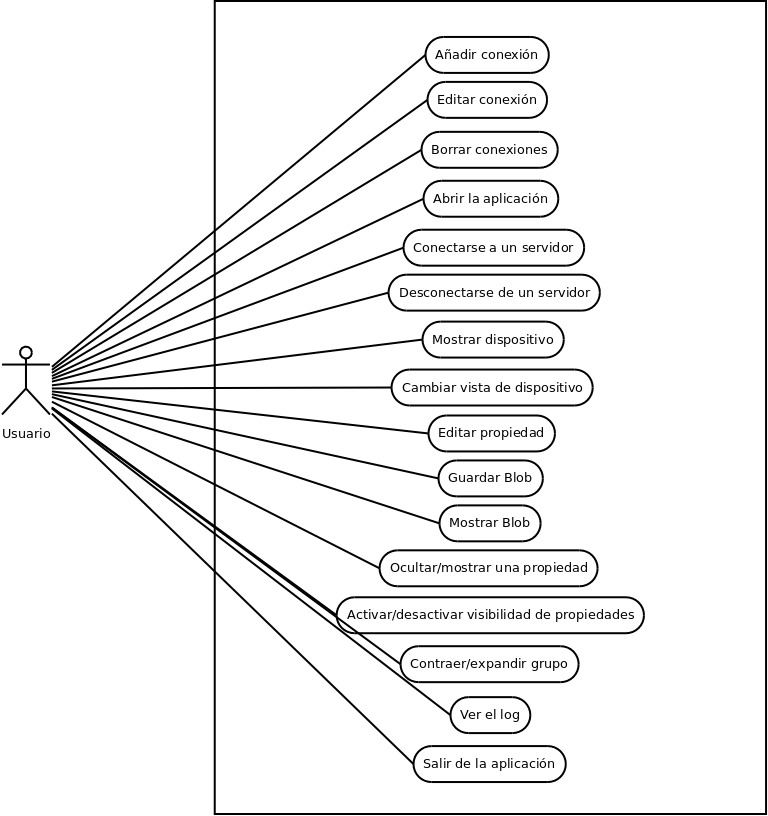 Añadir conexión
Editar conexión
Borrar conexiones
Abrir la aplicación
Conectarse a un servidor
Desconectarse de un servidor
Mostrar dispositivo
Cambiar vista de dispositivo
Usuario
Editar propiedad
Guardar Blob
Mostrar Blob
Ocultar/mostrar una propiedad
Activar/desactivar visibilidad de propiedades
Contraer/expandir grupo
Ver el log
Salir de la aplicación